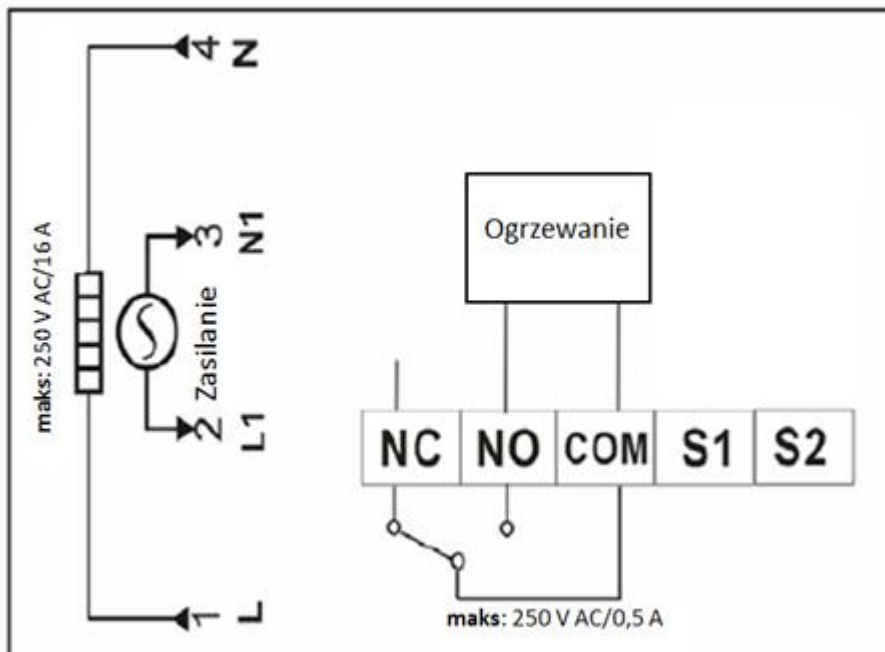 4 Z
3 N1
2 L1
1 L
maks: 250 V AC/16 A
Zasilanie
Ogrzewanie
NC NO COM S1 S2
maks: 250 V AC/0,5 A